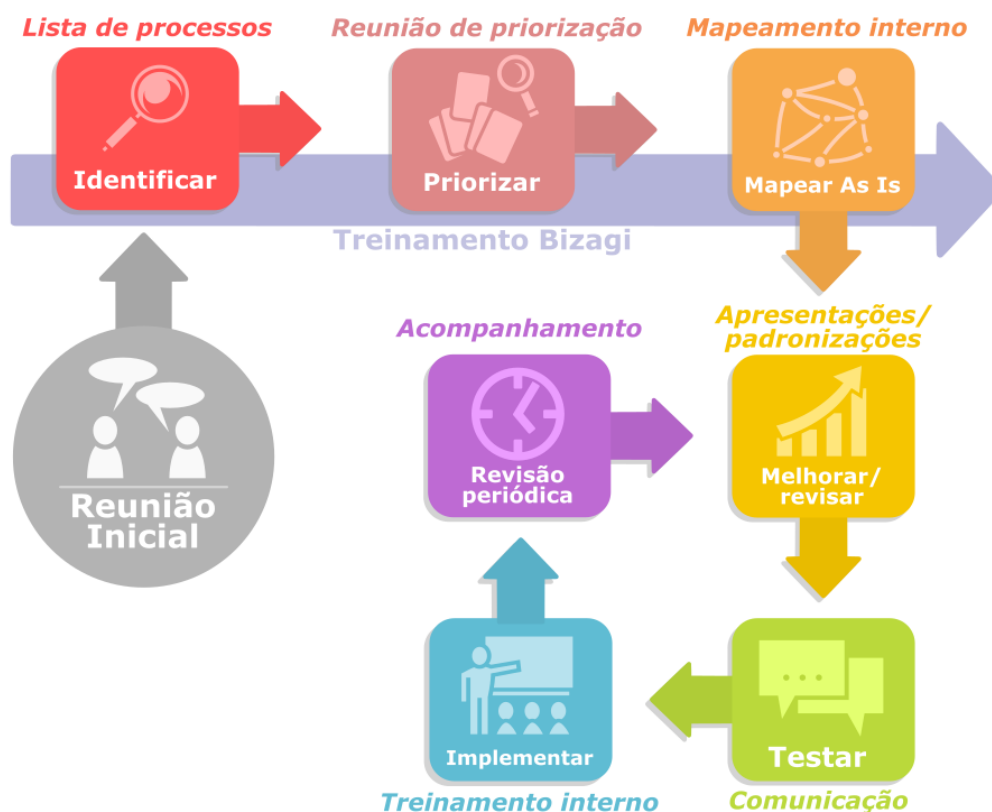 Lista de processos
Reunião de priorização
Mapeamento interno
Identificar
Priorizar
Mapear As Is
Treinamento Bizagi
Reunião
Inicial
Acompanhamento
Apresentações/
padronizações
Revisão
periódica
Melhorar/
revisar
Implementar
Testar
Treinamento interno
Comunicação